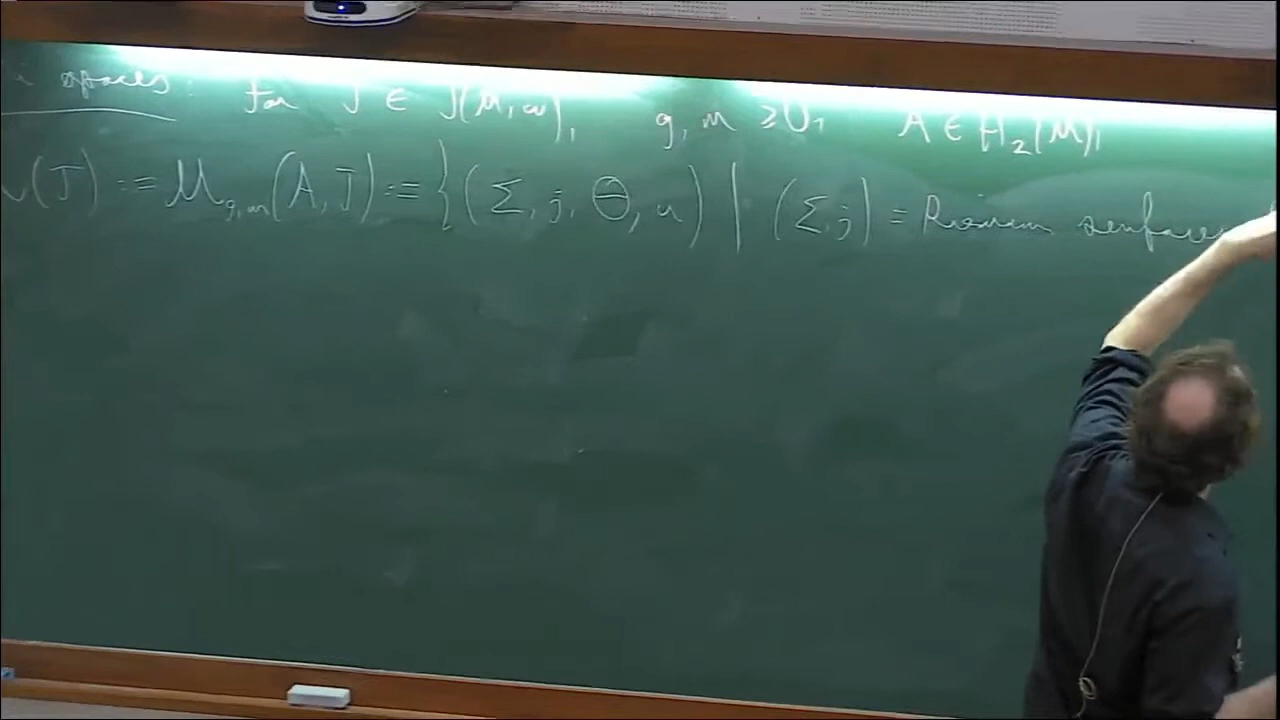 spaces: for J ∈ J(M,ω), g, m ≥ 0, A ∈ H₂(M),
(J) := M_{g,m}(A,J) := {(Σ, j, Θ, u) | (Σ, j) = Riemann surface